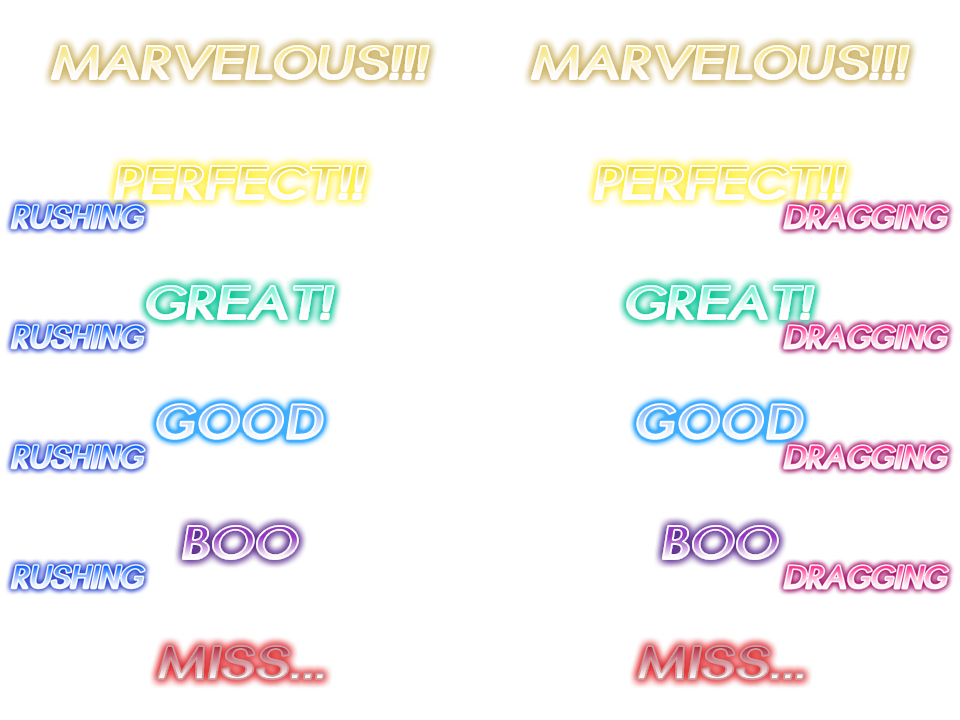 MARVELOUS!!! MARVELOUS!!!
PERFECT!! PERFECT!!
RUSHING DRAGGING
GREAT! GREAT!
RUSHING DRAGGING
GOOD GOOD
RUSHING DRAGGING
BOO BOO
RUSHING DRAGGING
MISS... MISS...